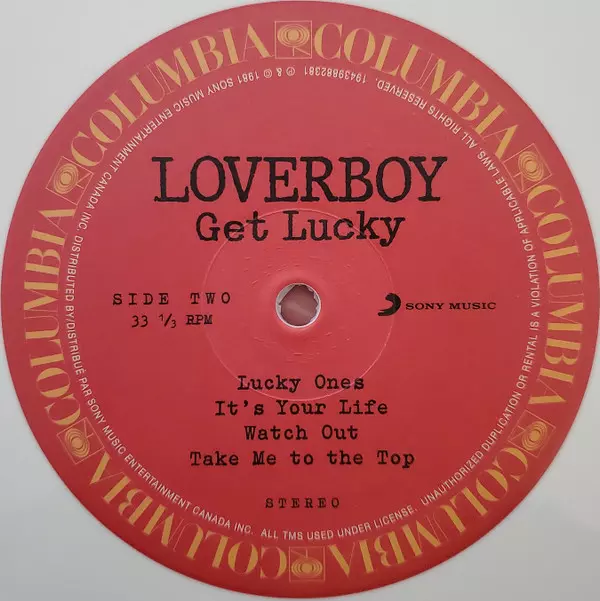 COLUMBIA COLUMBIA COLUMBIA COLUMBIA COLUMBIA COLUMBIA COLUMBIA
LOVERBOY
Get Lucky
SIDE TWO
33 1/3 RPM
SONY MUSIC
Lucky Ones
It's Your Life
Watch Out
Take Me to the Top
STEREO
℗ & © 1981 SONY MUSIC ENTERTAINMENT CANADA INC. DISTRIBUTED BY/DISTRIBUÉ PAR SONY MUSIC ENTERTAINMENT CANADA INC. ALL TMS USED UNDER LICENSE. UNAUTHORIZED DUPLICATION OR RENTAL IS A VIOLATION OF APPLICABLE LAWS. ALL RIGHTS RESERVED. 19439882381